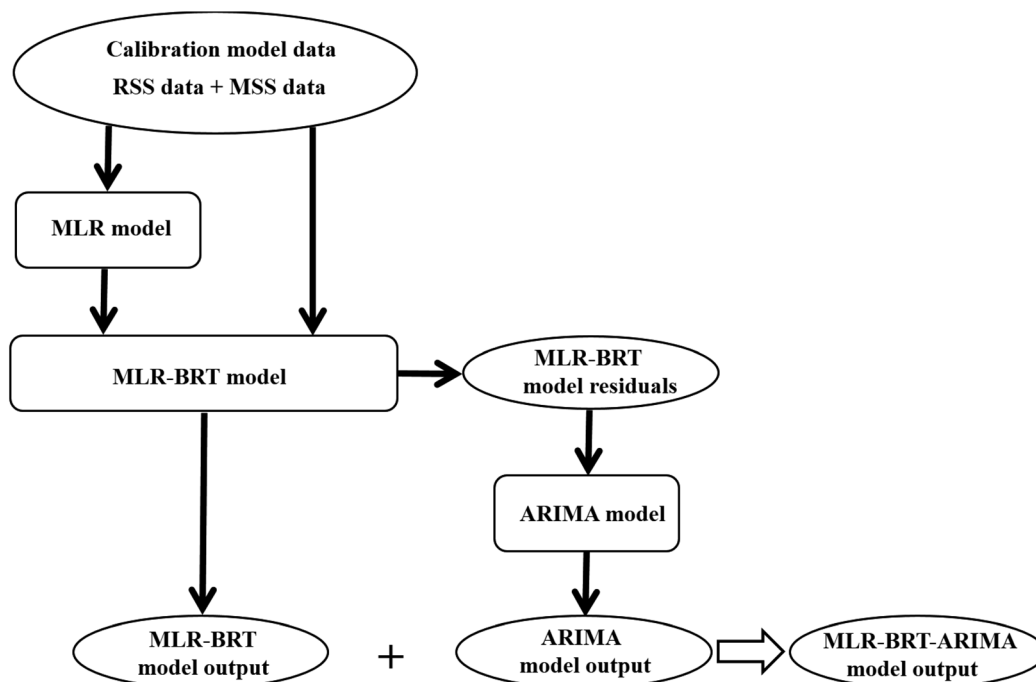 Calibration model data
RSS data + MSS data
MLR model
MLR-BRT model
MLR-BRT
model residuals
ARIMA model
MLR-BRT
model output
+
ARIMA
model output
MLR-BRT-ARIMA
model output